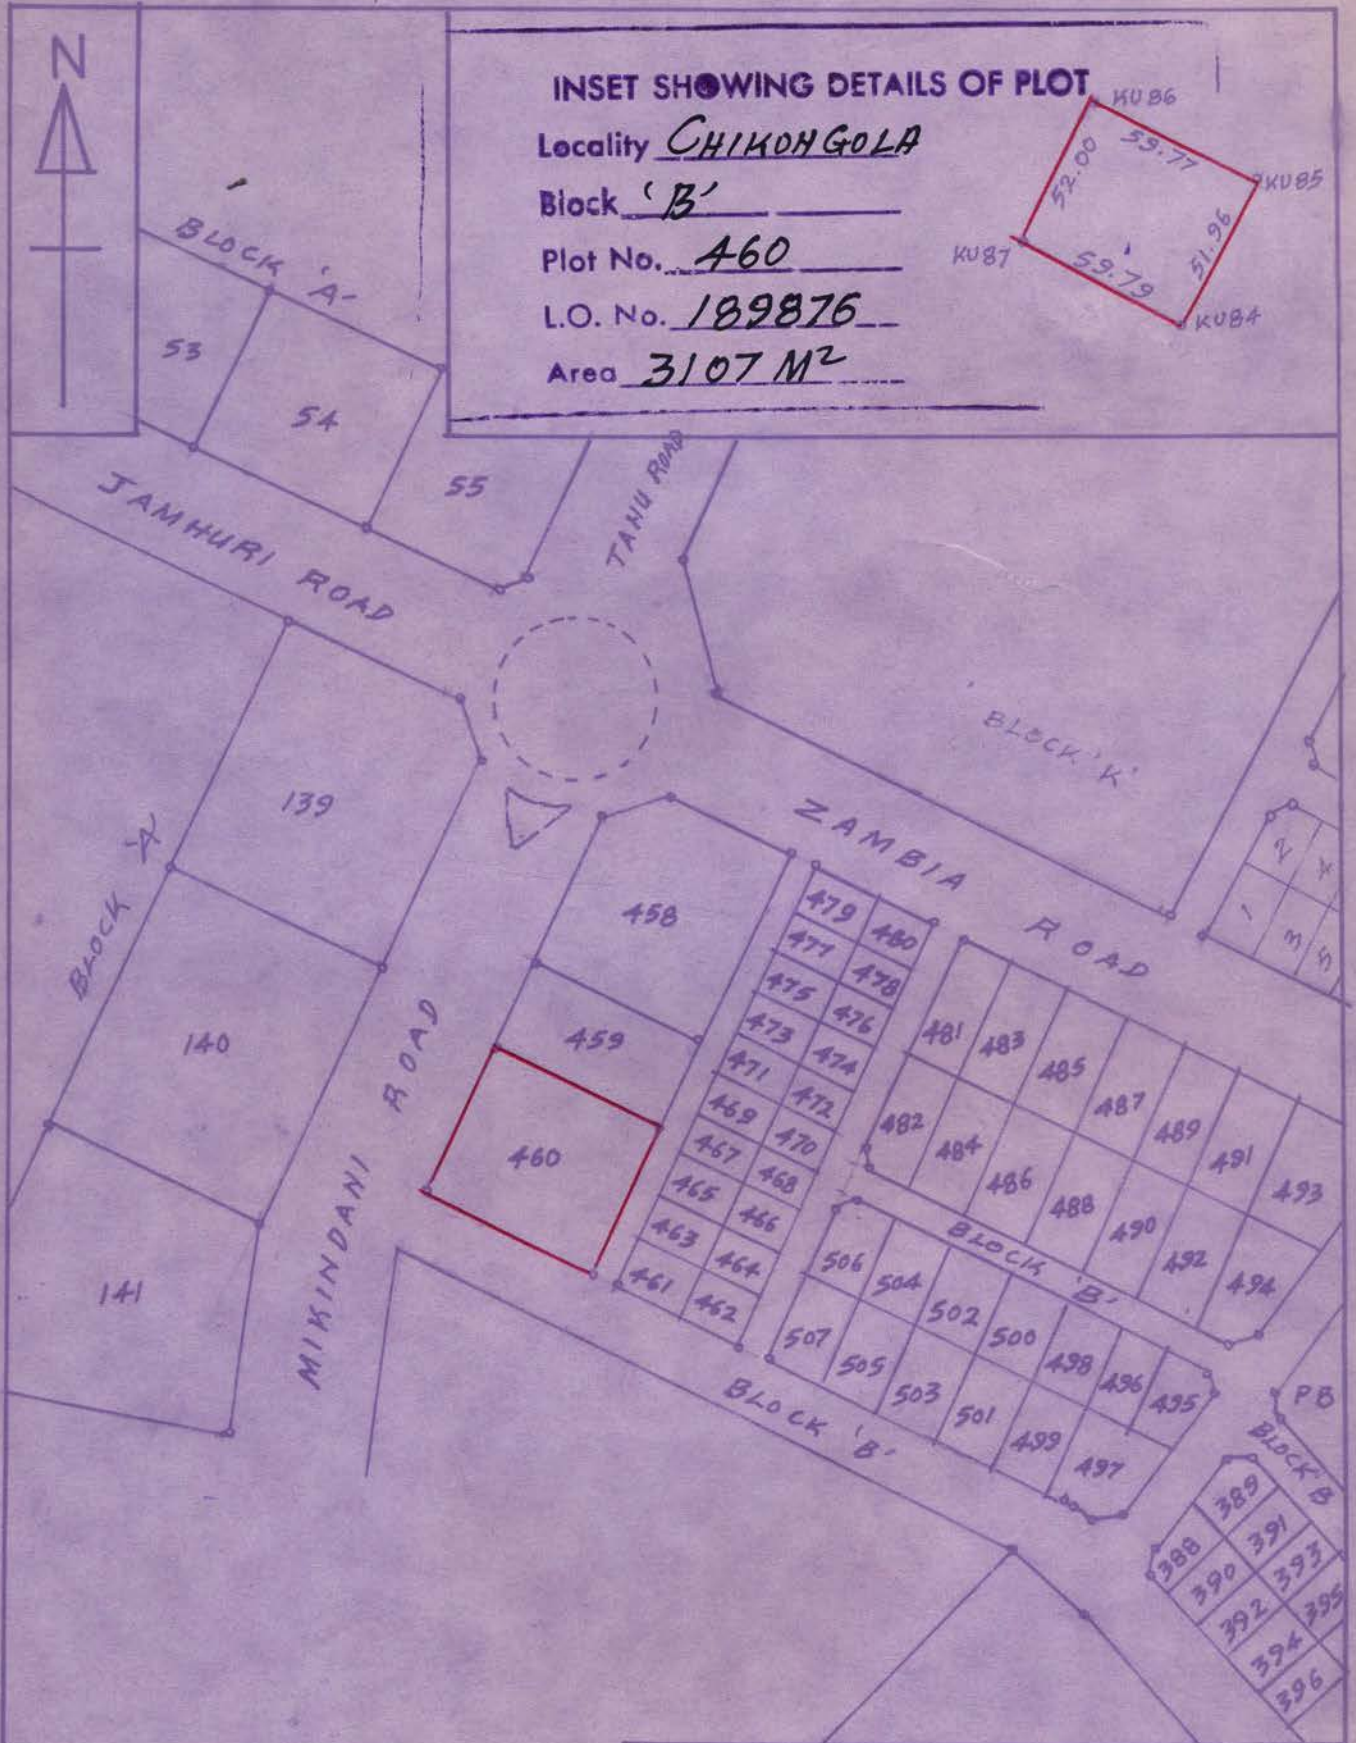 N
INSET SHOWING DETAILS OF PLOT
Locality CHIKONGOLA
Block 'B'
Plot No. 460
L.O. No. 189876
Area 3107 M²
KU86
59.77
52.00
KU85
51.96
KU87
59.79
KU84
BLOCK 'A'
53
54
55
TANU ROAD
JAMHURI ROAD
BLOCK 'K'
139
ZAMBIA ROAD
BLOCK 'A'
140
141
MIKINDANI ROAD
458
459
460
479 480
477 478
475 476
473 474
471 472
469 470
467 468
465 466
463 464
461 462
2 4
1 3 5
481 483 485 487 489 491 493
482 484 486 488 490 492 494
BLOCK 'B'
506 504 502 500 498 496 495
507 505 503 501 499 497
BLOCK 'B'
PB
BLOCK 'B
389 391 393 395
388 390 392 394 396